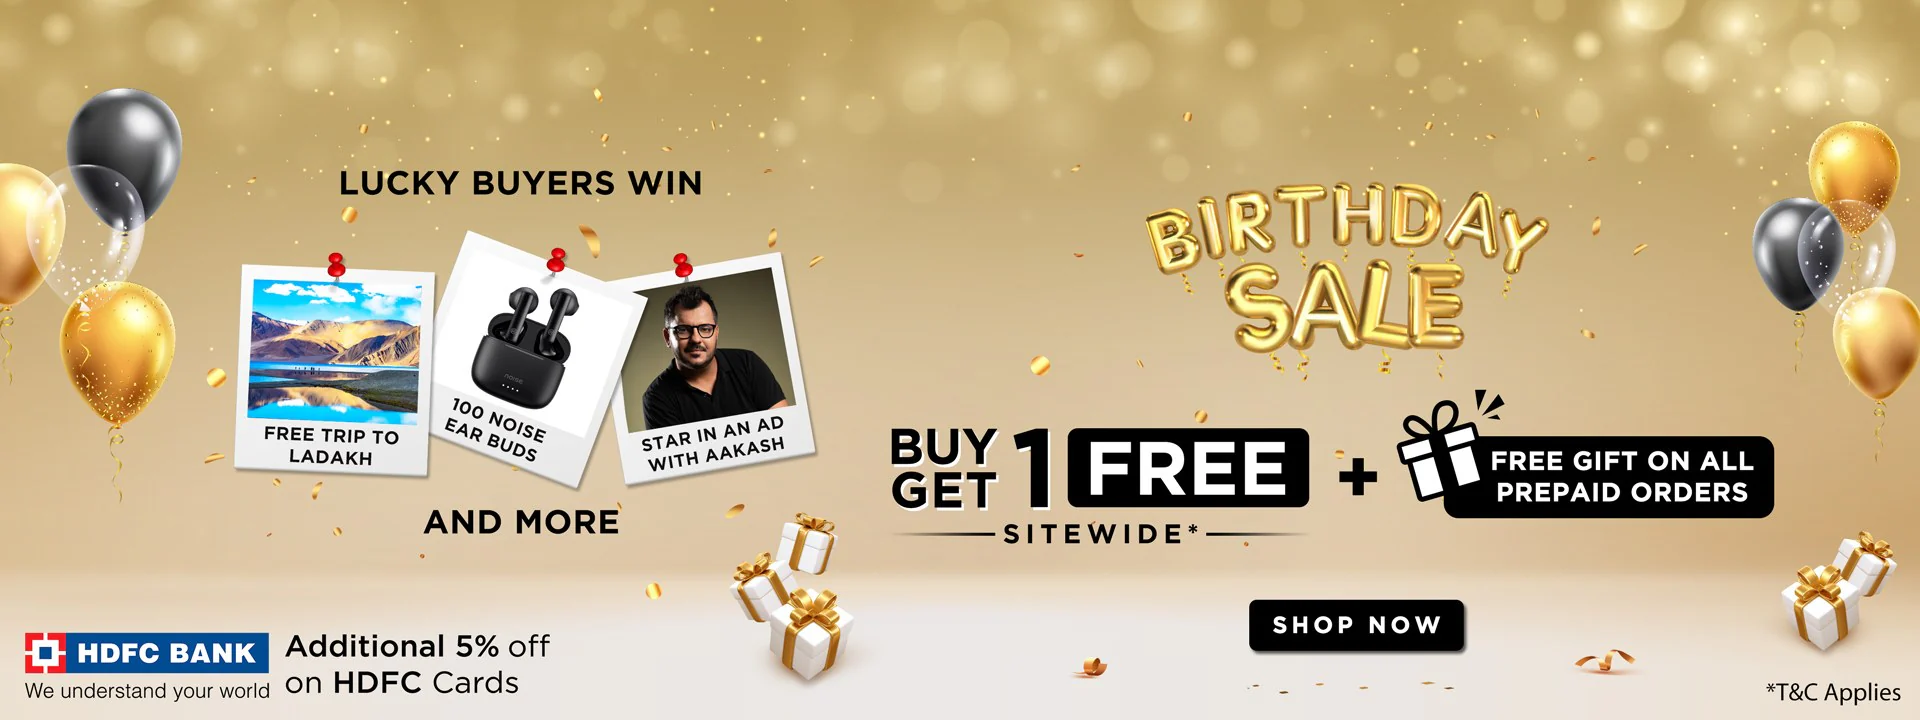 LUCKY BUYERS WIN
FREE TRIP TO
LADAKH
noise
100 NOISE
EAR BUDS
STAR IN AN AD
WITH AAKASH
AND MORE
HDFC BANK
We understand your world
Additional 5% off
on HDFC Cards
BIRTHDAY
SALE
BUY
GET 1 FREE
SITEWIDE*
+
FREE GIFT ON ALL
PREPAID ORDERS
SHOP NOW
*T&C Applies